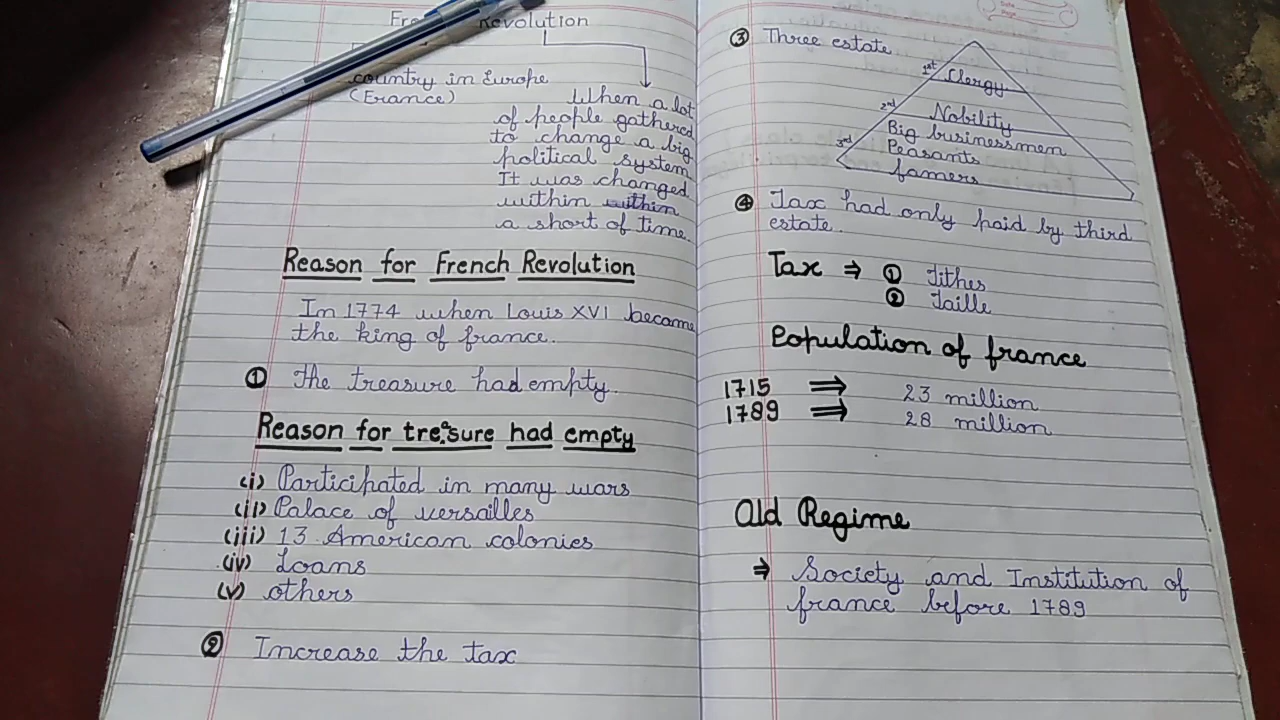 Fre Revolution
country in Europe
(France)
When a lot
of people gathered
to change a big
political system
It was changed
within within
a short of time.
Reason for French Revolution
In 1774 when Louis XVI became
the king of france.
① The treasure had empty.
Reason for treasure had empty
(i) Participated in many wars
(ii) Palace of versailles
(iii) 13 American colonies
(iv) Loans
(v) others
② Increase the tax
③ Three estate
1st Clergy
2nd Nobility
3rd Big businessmen
Peasants
famers
④ Tax had only paid by third
estate.
Tax ⇒ ① Tithes
② Taille
Population of france
1715 ⇒ 23 million
1789 ⇒ 28 million
Old Regime
⇒ Society and Institution of
france before 1789